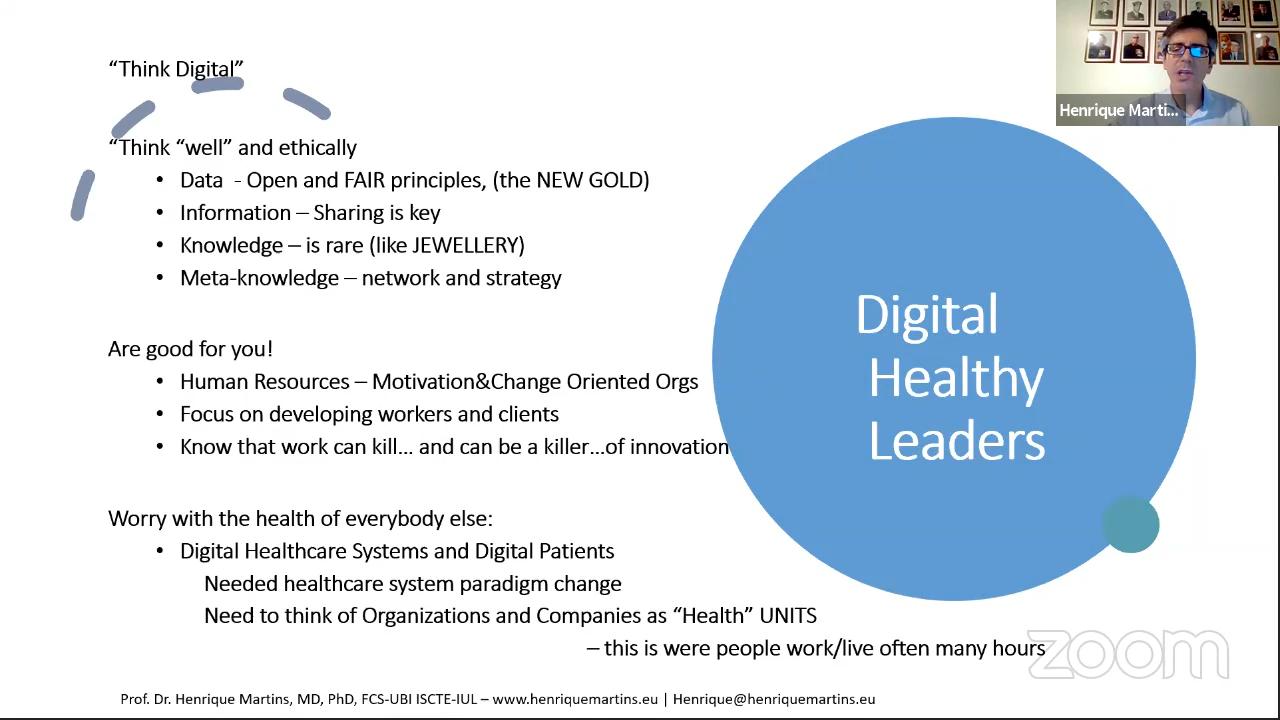 “Think Digital”
“Think “well” and ethically
• Data - Open and FAIR principles, (the NEW GOLD)
• Information – Sharing is key
• Knowledge – is rare (like JEWELLERY)
• Meta-knowledge – network and strategy
Are good for you!
• Human Resources – Motivation&Change Oriented Orgs
• Focus on developing workers and clients
• Know that work can kill... and can be a killer...of innovation
Worry with the health of everybody else:
• Digital Healthcare Systems and Digital Patients
Needed healthcare system paradigm change
Need to think of Organizations and Companies as “Health” UNITS
– this is were people work/live often many hours
Digital
Healthy
Leaders
Henrique Marti...
zoom
Prof. Dr. Henrique Martins, MD, PhD, FCS-UBI ISCTE-IUL – www.henriquemartins.eu | Henrique@henriquemartins.eu